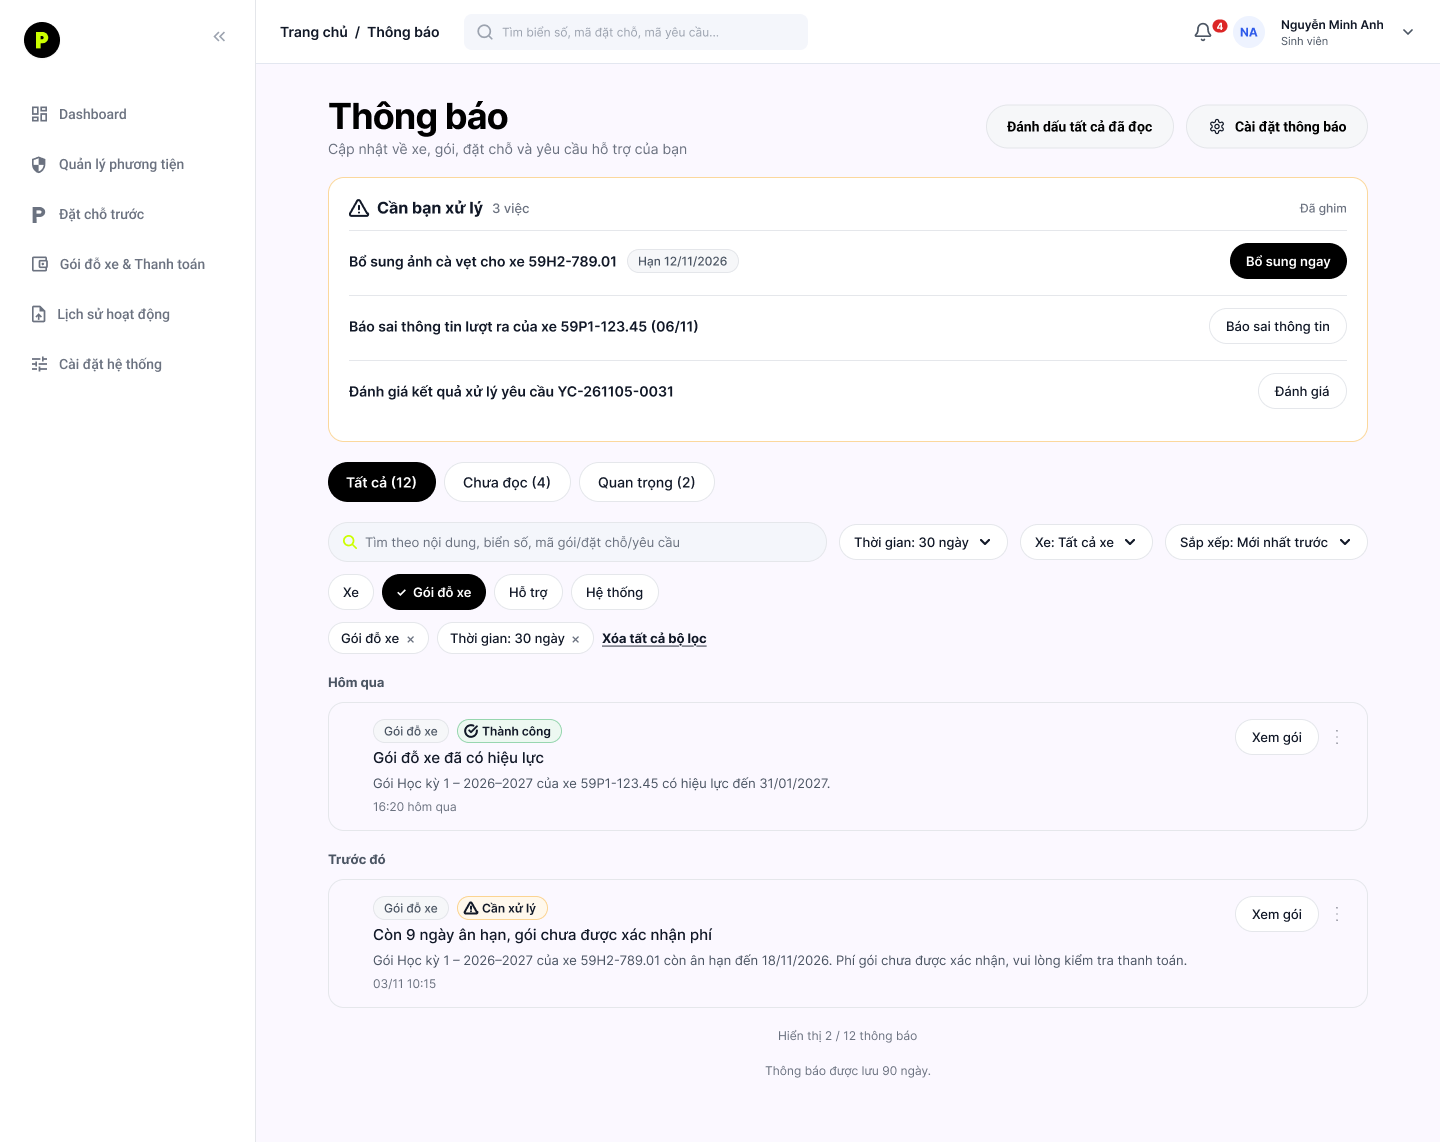 P
Trang chủ / Thông báo
Tìm biển số, mã đặt chỗ, mã yêu cầu...
4
NA
Nguyễn Minh Anh
Sinh viên
Dashboard
Quản lý phương tiện
P Đặt chỗ trước
Gói đỗ xe & Thanh toán
Lịch sử hoạt động
Cài đặt hệ thống
Thông báo
Cập nhật về xe, gói, đặt chỗ và yêu cầu hỗ trợ của bạn
Đánh dấu tất cả đã đọc
Cài đặt thông báo
Cần bạn xử lý 3 việc
Đã ghim
Bổ sung ảnh cà vẹt cho xe 59H2-789.01
Hạn 12/11/2026
Bổ sung ngay
Báo sai thông tin lượt ra của xe 59P1-123.45 (06/11)
Báo sai thông tin
Đánh giá kết quả xử lý yêu cầu YC-261105-0031
Đánh giá
Tất cả (12)
Chưa đọc (4)
Quan trọng (2)
Tìm theo nội dung, biển số, mã gói/đặt chỗ/yêu cầu
Thời gian: 30 ngày
Xe: Tất cả xe
Sắp xếp: Mới nhất trước
Xe
✓ Gói đỗ xe
Hỗ trợ
Hệ thống
Gói đỗ xe ×
Thời gian: 30 ngày ×
Xóa tất cả bộ lọc
Hôm qua
Gói đỗ xe
Thành công
Xem gói
Gói đỗ xe đã có hiệu lực
Gói Học kỳ 1 – 2026–2027 của xe 59P1-123.45 có hiệu lực đến 31/01/2027.
16:20 hôm qua
Trước đó
Gói đỗ xe
Cần xử lý
Xem gói
Còn 9 ngày ân hạn, gói chưa được xác nhận phí
Gói Học kỳ 1 – 2026–2027 của xe 59H2-789.01 còn ân hạn đến 18/11/2026. Phí gói chưa được xác nhận, vui lòng kiểm tra thanh toán.
03/11 10:15
Hiển thị 2 / 12 thông báo
Thông báo được lưu 90 ngày.